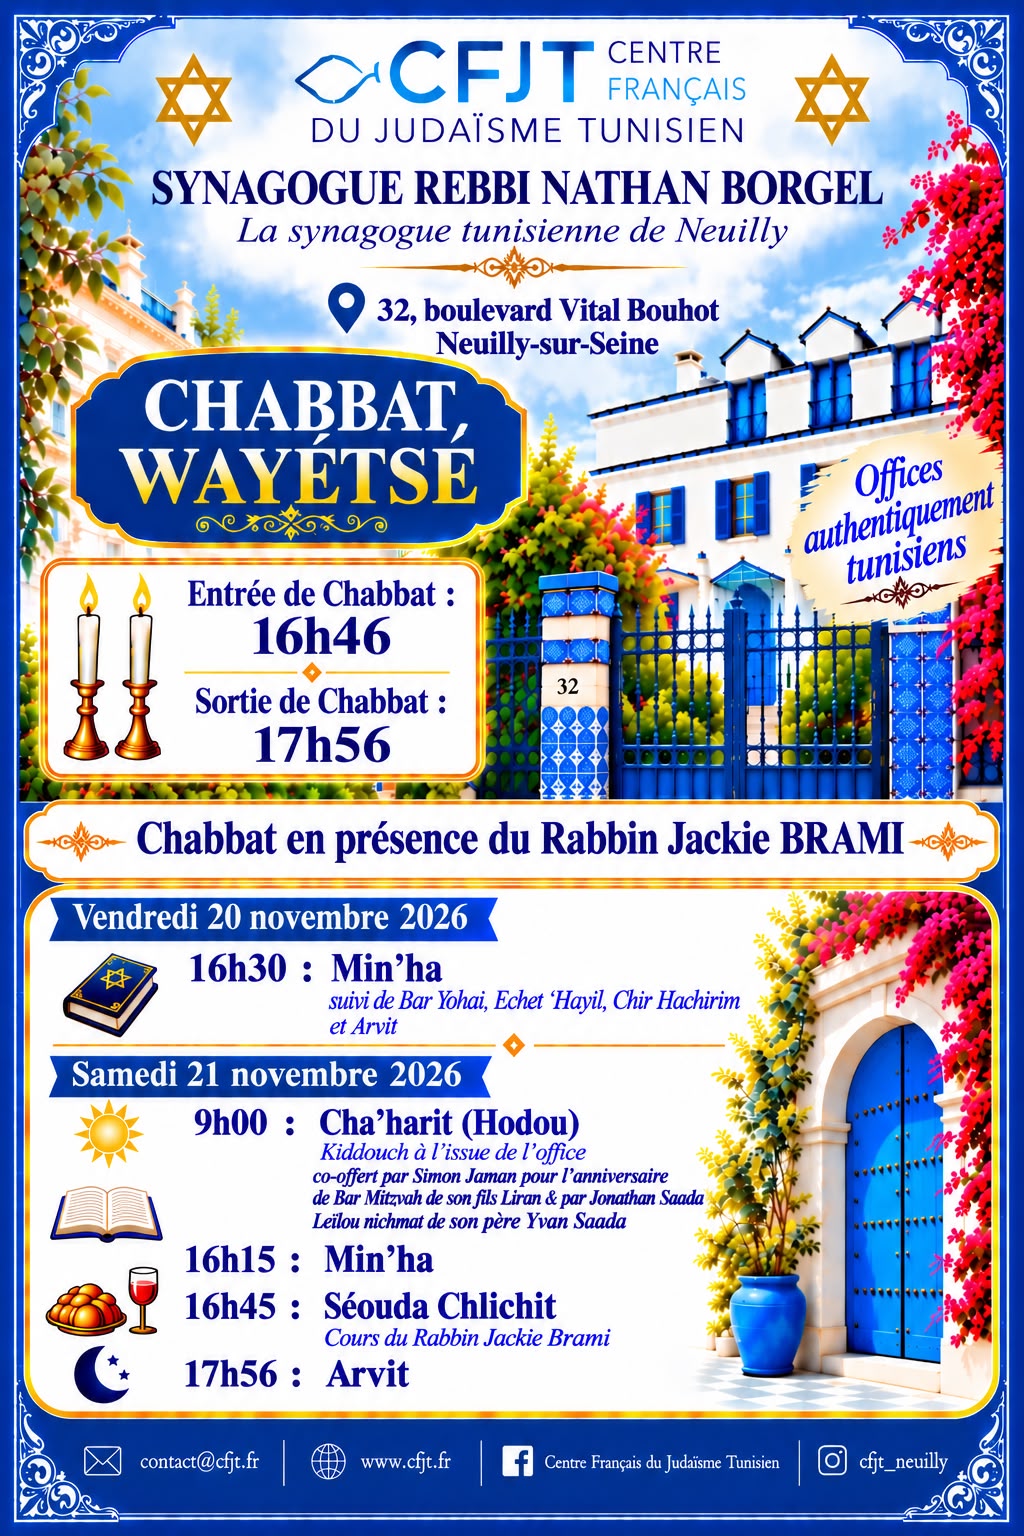 CFJT CENTRE
FRANÇAIS
DU JUDAÏSME TUNISIEN
SYNAGOGUE REBBI NATHAN BORGEL
La synagogue tunisienne de Neuilly
32, boulevard Vital Bouhot
Neuilly-sur-Seine
CHABBAT
WAYÉTSÉ
Offices
authentiquement
tunisiens
Entrée de Chabbat :
16h46
Sortie de Chabbat :
17h56
32
Chabbat en présence du Rabbin Jackie BRAMI
Vendredi 20 novembre 2026
16h30 : Min'ha
suivi de Bar Yohai, Echet 'Hayil, Chir Hachirim
et Arvit
Samedi 21 novembre 2026
9h00 : Cha'harit (Hodou)
Kiddouch à l'issue de l'office
co-offert par Simon Jaman pour l'anniversaire
de Bar Mitzvah de son fils Liran & par Jonathan Saada
Leïlou nichmat de son père Yvan Saada
16h15 : Min'ha
16h45 : Séouda Chlichit
Cours du Rabbin Jackie Brami
17h56 : Arvit
contact@cfjt.fr
www.cfjt.fr
Centre Français du Judaïsme Tunisien
cfjt_neuilly